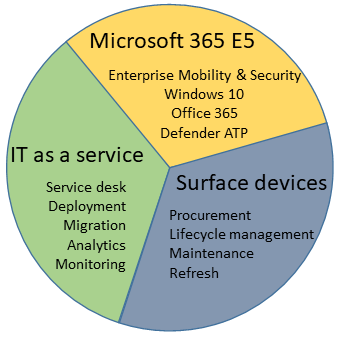 Microsoft 365 E5
Enterprise Mobility & Security
Windows 10
Office 365
Defender ATP
IT as a service
Service desk
Deployment
Migration
Analytics
Monitoring
Surface devices
Procurement
Lifecycle management
Maintenance
Refresh